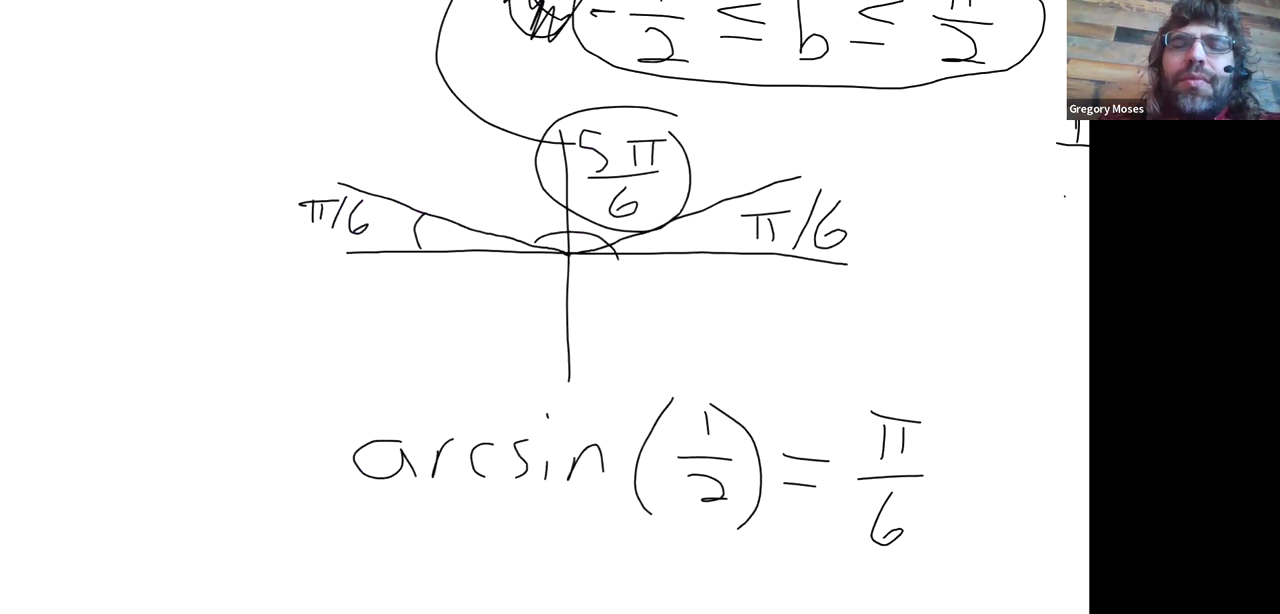 -π/2 ≤ b ≤ π/2
Gregory Moses
5π/6
π/6
π/6
arcsin(1/2) = π/6